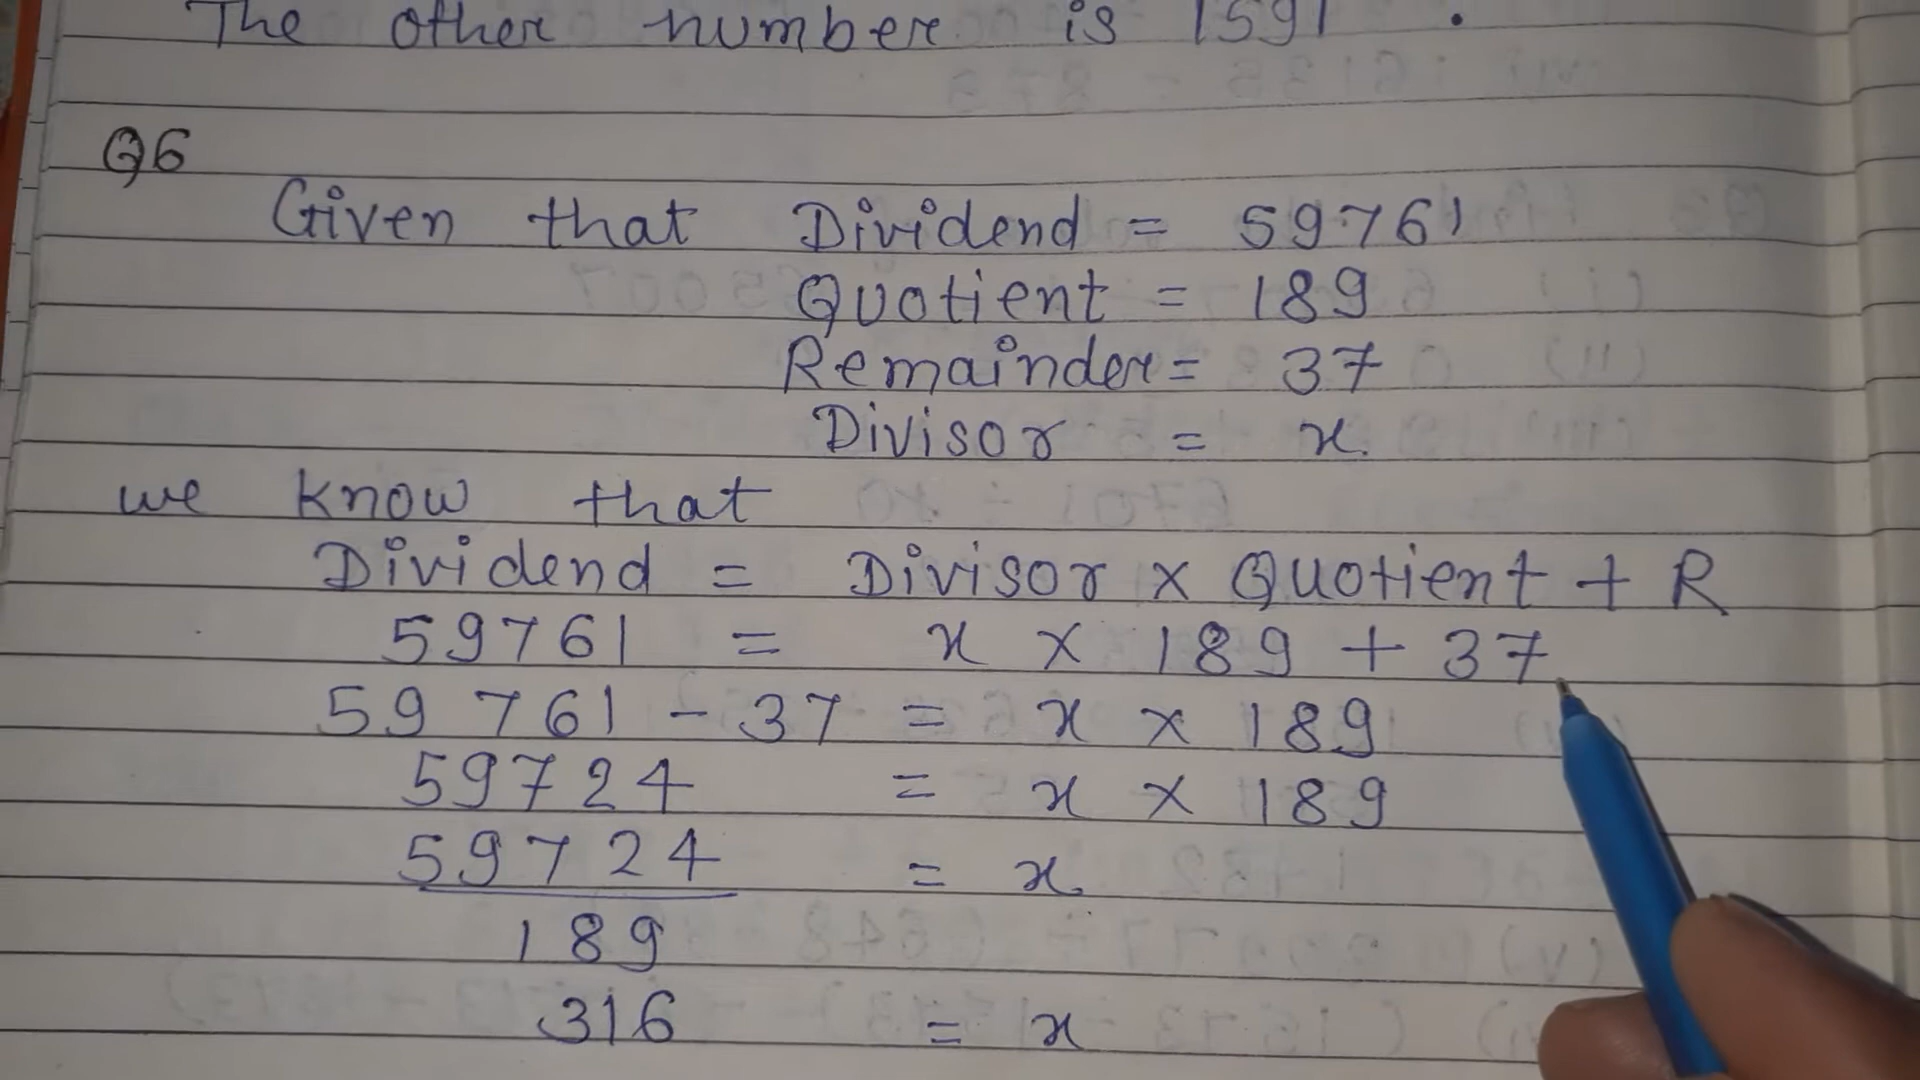 The other number is 1591.
Q6
Given that Dividend = 59761
Quotient = 189
Remainder = 37
Divisor = x
we know that
Dividend = Divisor x Quotient + R
59761 = x × 189 + 37
59761 - 37 = x × 189
59724 = x × 189
59724 = x
189
316 = x